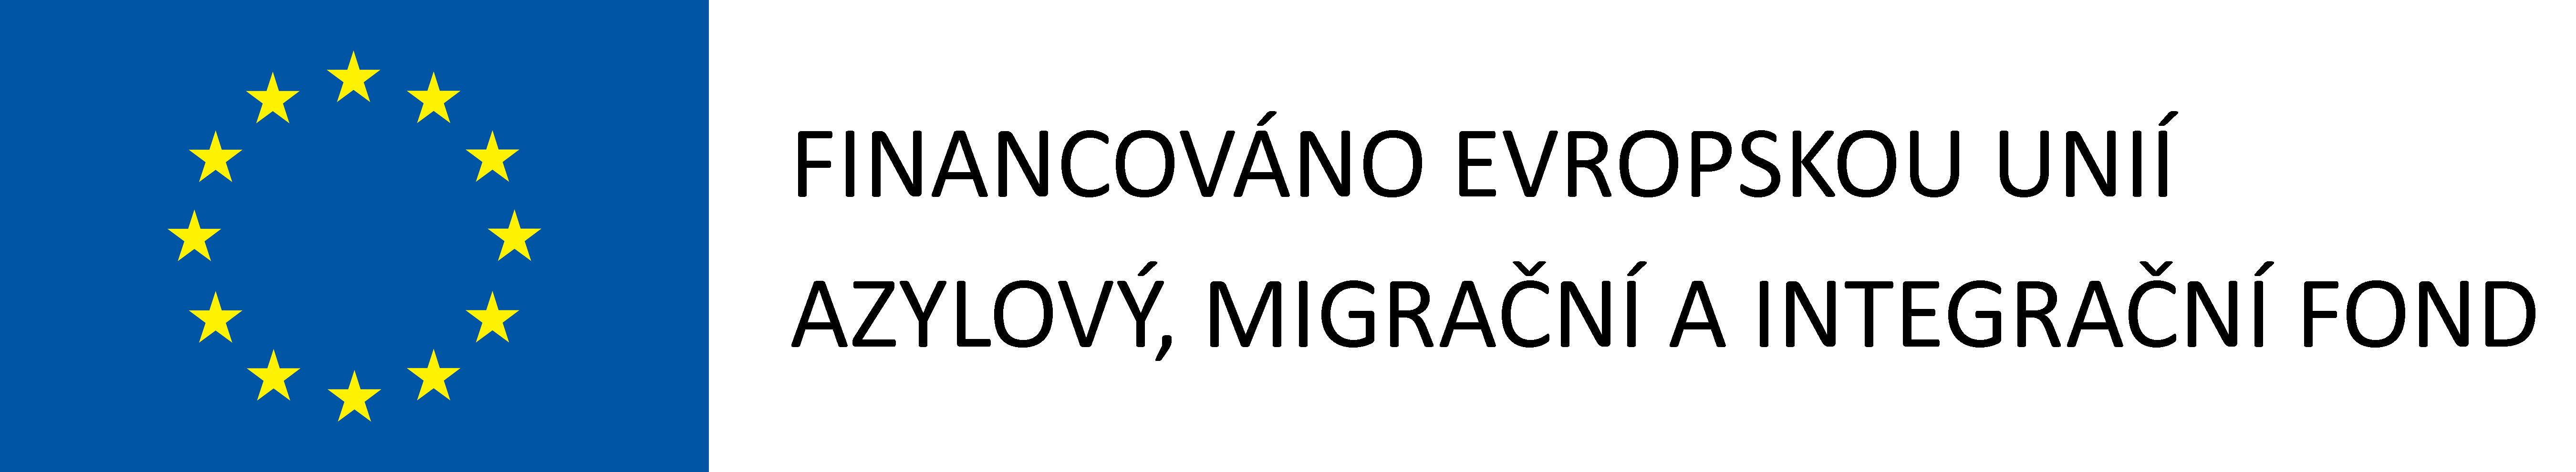 FINANCOVÁNO EVROPSKOU UNIÍ
AZYLOVÝ, MIGRAČNÍ A INTEGRAČNÍ FOND